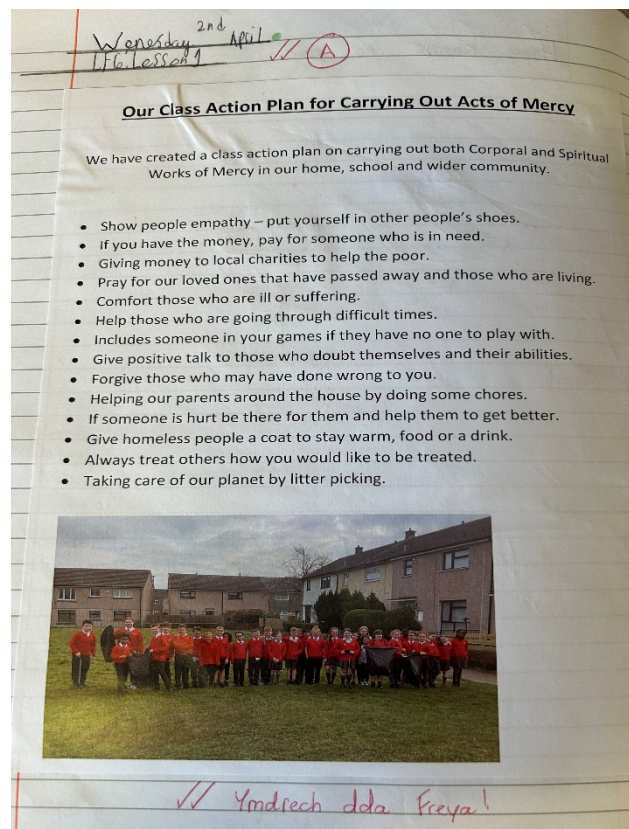 Wenesday 2nd April
LF6. Lesson 1
A
Our Class Action Plan for Carrying Out Acts of Mercy
We have created a class action plan on carrying out both Corporal and Spiritual
Works of Mercy in our home, school and wider community.
• Show people empathy – put yourself in other people's shoes.
• If you have the money, pay for someone who is in need.
• Giving money to local charities to help the poor.
• Pray for our loved ones that have passed away and those who are living.
• Comfort those who are ill or suffering.
• Help those who are going through difficult times.
• Includes someone in your games if they have no one to play with.
• Give positive talk to those who doubt themselves and their abilities.
• Forgive those who may have done wrong to you.
• Helping our parents around the house by doing some chores.
• If someone is hurt be there for them and help them to get better.
• Give homeless people a coat to stay warm, food or a drink.
• Always treat others how you would like to be treated.
• Taking care of our planet by litter picking.
Ymdrech dda Freya!